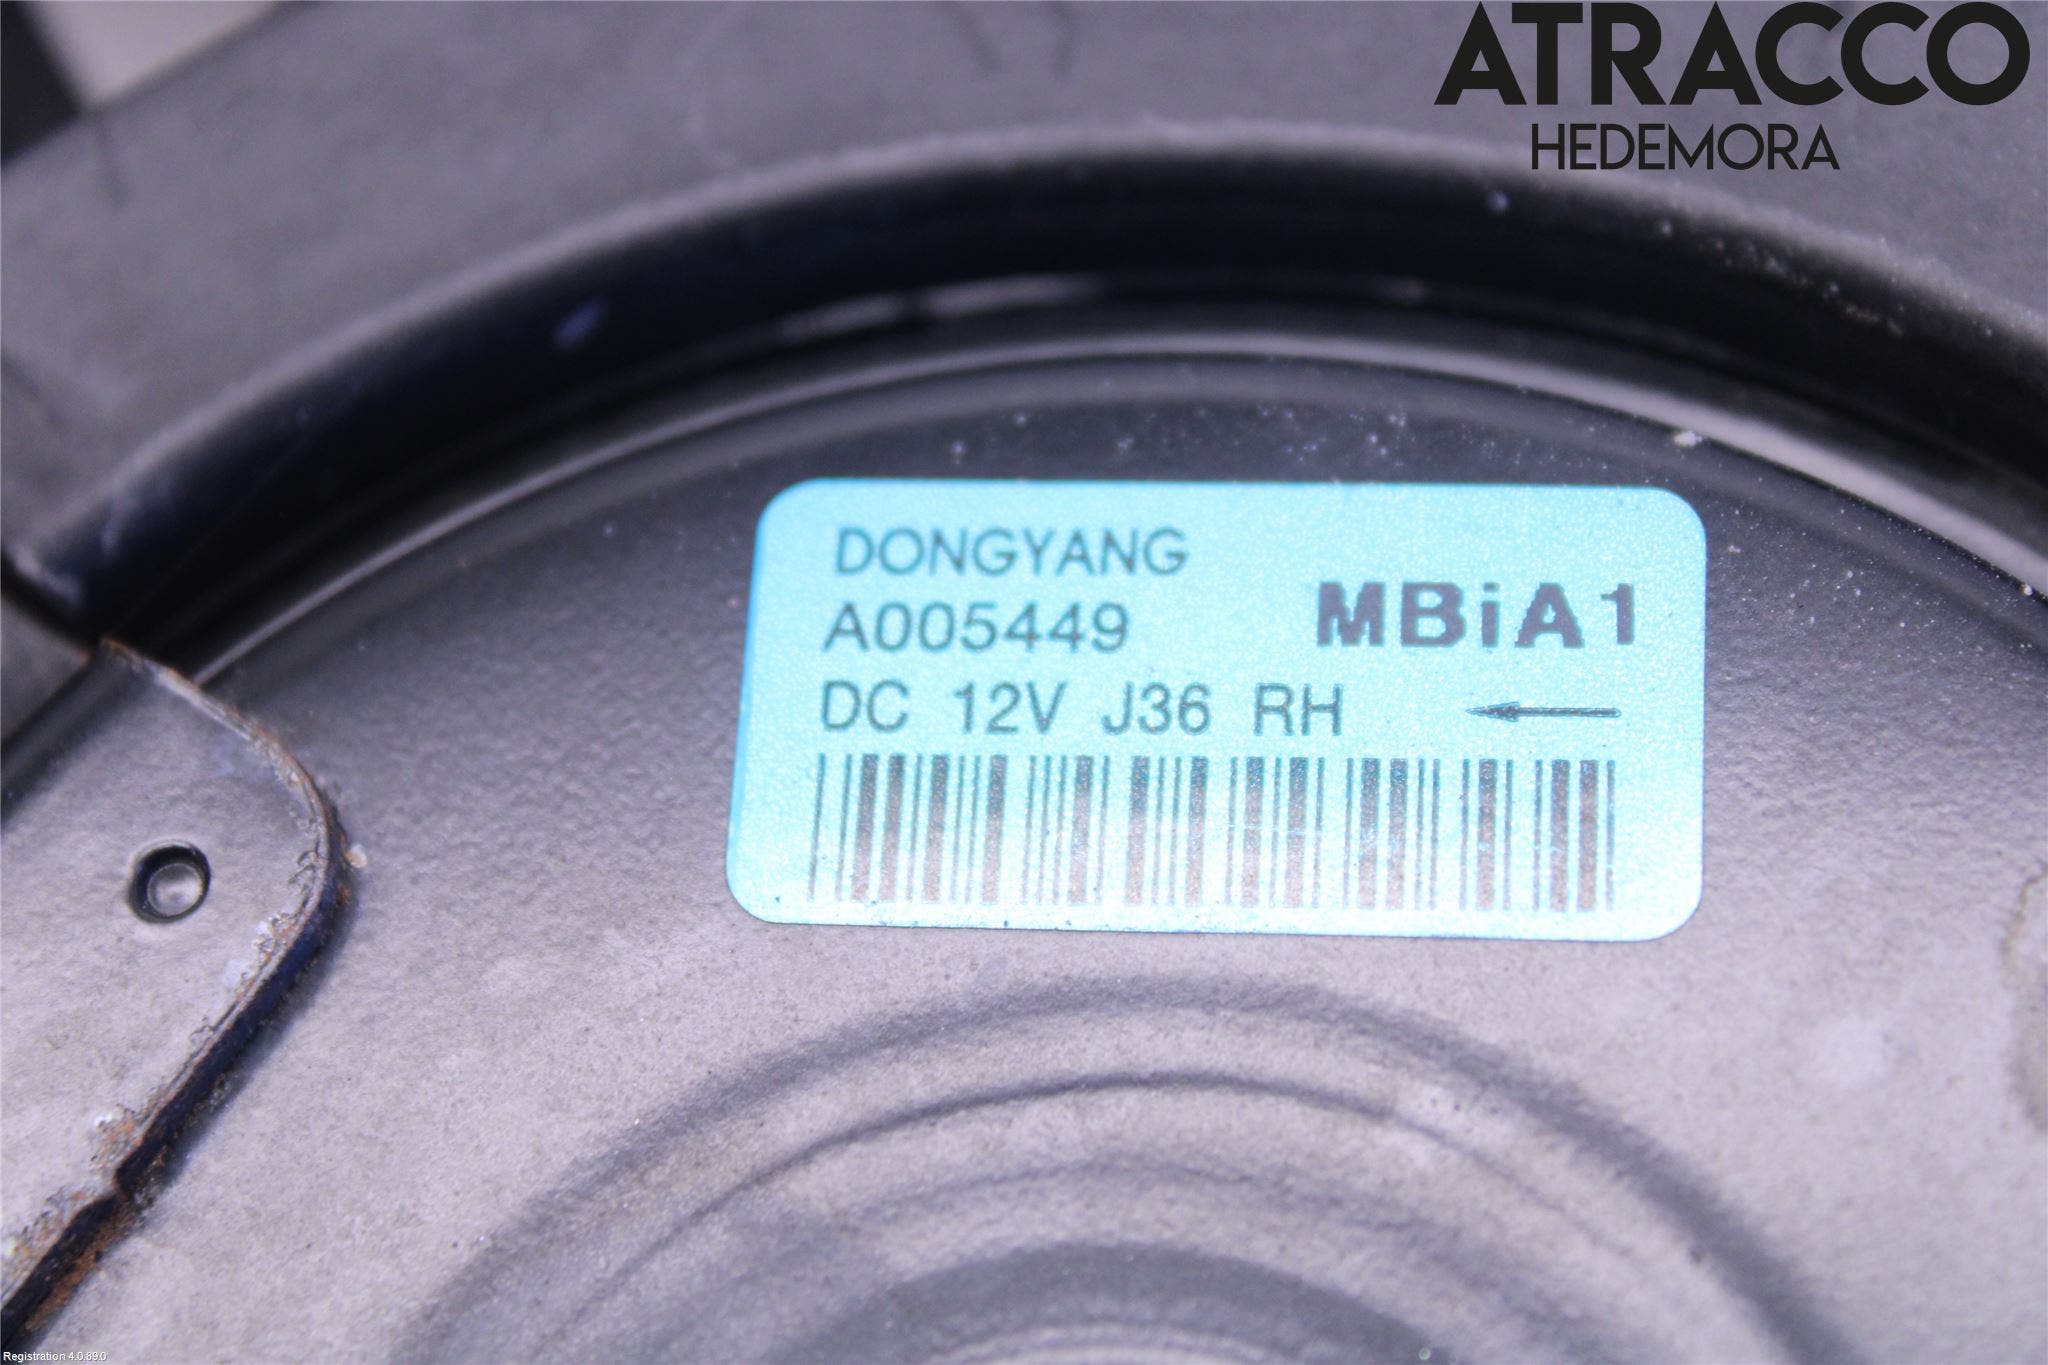 ATRACCO
HEDEMORA
DONGYANG
A005449
MBiA1
DC 12V J36 RH
Registration 4.0.89.0